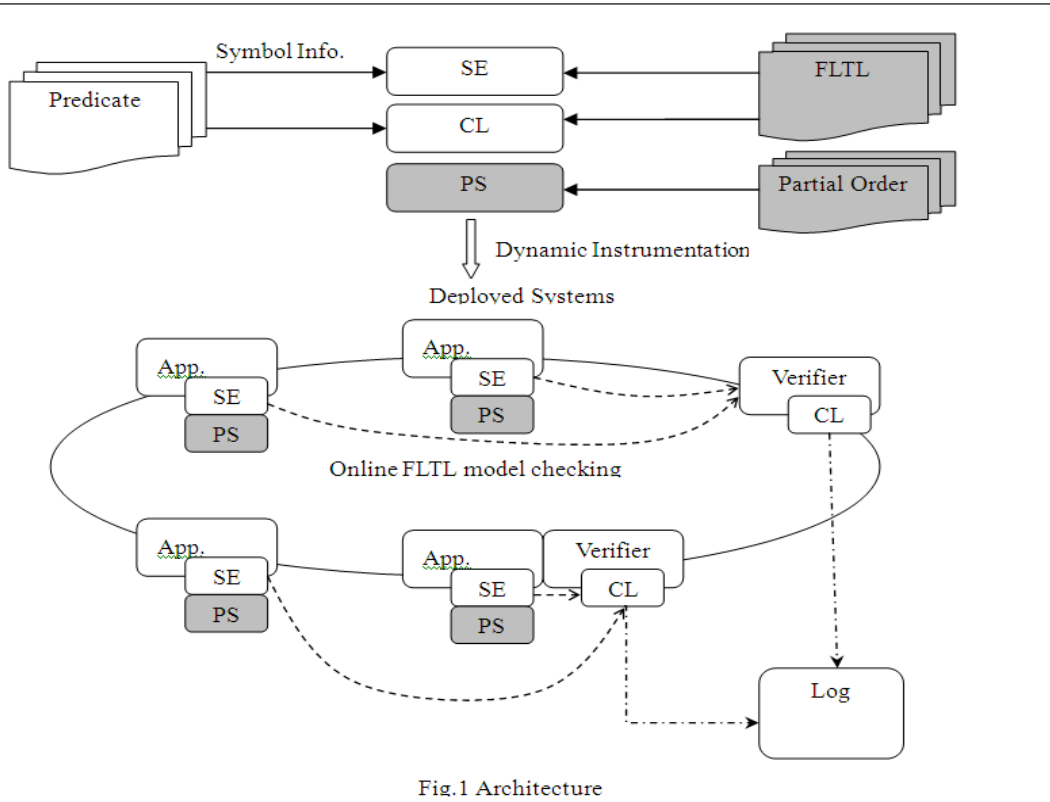 Symbol Info.
SE
FLTL
Predicate
CL
PS
Partial Order
Dynamic Instrumentation
Deployed Systems
App.
SE
PS
App.
SE
PS
Verifier
CL
Online FLTL model checking
App.
SE
PS
App.
SE
PS
Verifier
CL
Log
Fig.1 Architecture